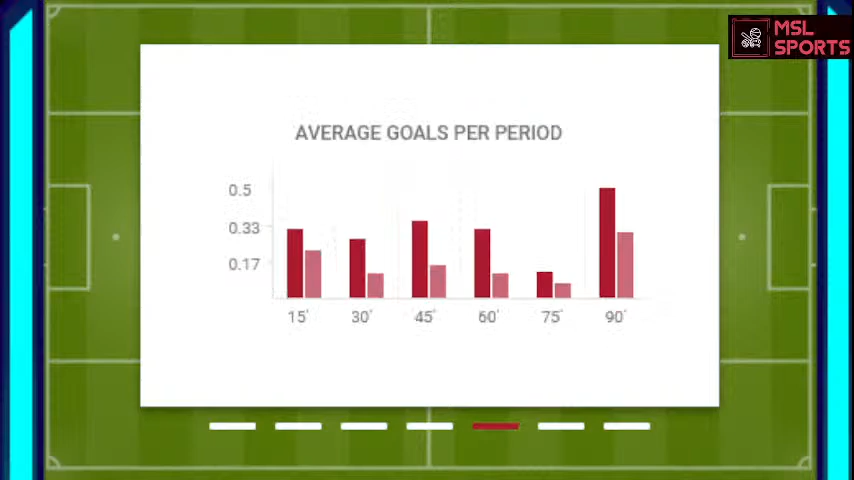 MSL
SPORTS
AVERAGE GOALS PER PERIOD
0.5
0.33
0.17
15' 30' 45' 60' 75' 90'